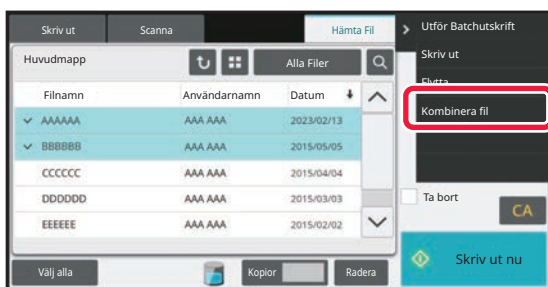 Skriv ut Scanna Hämta Fil
Huvudmapp Alla Filer
Filnamn Användarnamn Datum
AAAAAA AAA AAA 2023/02/13
BBBBBB AAA AAA 2015/05/05
CCCCCC AAA AAA 2015/04/04
DDDDDD AAA AAA 2015/03/03
EEEEEE AAA AAA 2015/02/02
Välj alla Kopior Radera
Utför Batchutskrift
Skriv ut
Flytta
Kombinera fil
Ta bort
CA
Skriv ut nu